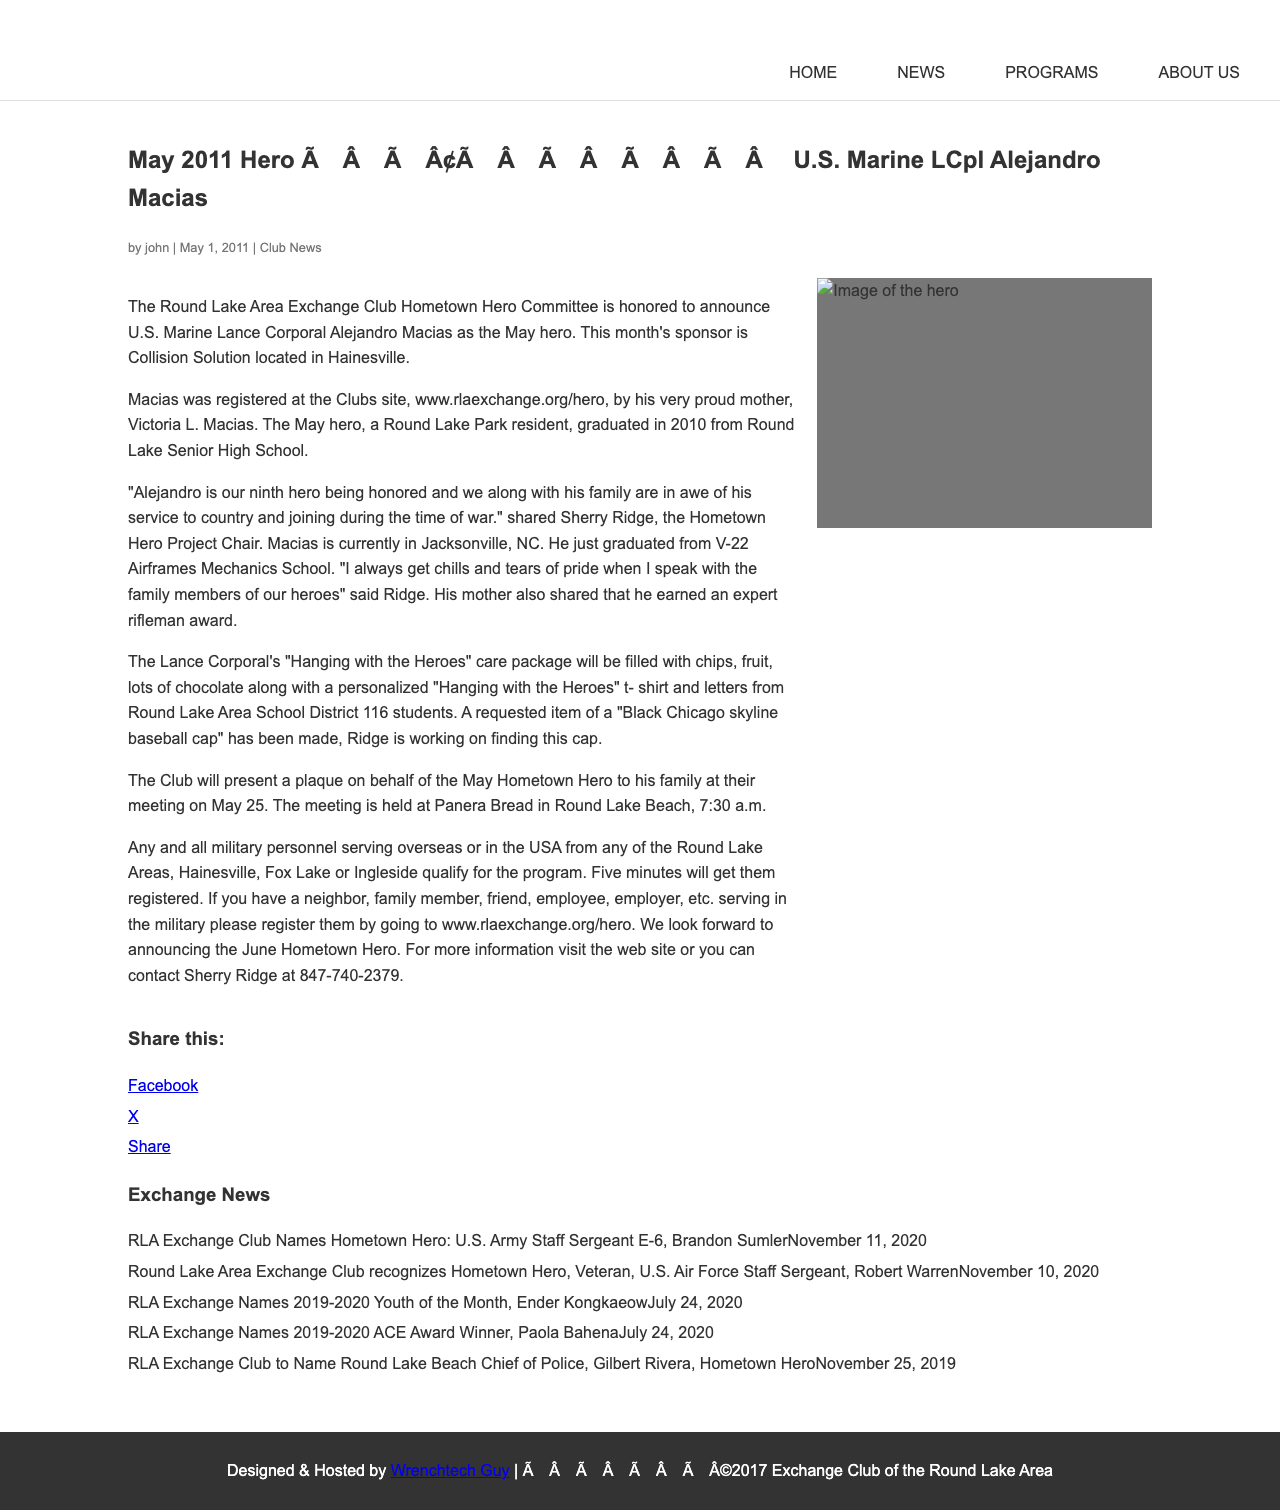 HOME NEWS PROGRAMS ABOUT US
May 2011 Hero Ã Â Ã Â¢Ã Â Ã Â Ã Â Ã Â U.S. Marine LCpl Alejandro
Macias
by john | May 1, 2011 | Club News
Image of the hero
The Round Lake Area Exchange Club Hometown Hero Committee is honored to announce
U.S. Marine Lance Corporal Alejandro Macias as the May hero. This month's sponsor is
Collision Solution located in Hainesville.
Macias was registered at the Clubs site, www.rlaexchange.org/hero, by his very proud mother,
Victoria L. Macias. The May hero, a Round Lake Park resident, graduated in 2010 from Round
Lake Senior High School.
"Alejandro is our ninth hero being honored and we along with his family are in awe of his
service to country and joining during the time of war." shared Sherry Ridge, the Hometown
Hero Project Chair. Macias is currently in Jacksonville, NC. He just graduated from V-22
Airframes Mechanics School. "I always get chills and tears of pride when I speak with the
family members of our heroes" said Ridge. His mother also shared that he earned an expert
rifleman award.
The Lance Corporal's "Hanging with the Heroes" care package will be filled with chips, fruit,
lots of chocolate along with a personalized "Hanging with the Heroes" t- shirt and letters from
Round Lake Area School District 116 students. A requested item of a "Black Chicago skyline
baseball cap" has been made, Ridge is working on finding this cap.
The Club will present a plaque on behalf of the May Hometown Hero to his family at their
meeting on May 25. The meeting is held at Panera Bread in Round Lake Beach, 7:30 a.m.
Any and all military personnel serving overseas or in the USA from any of the Round Lake
Areas, Hainesville, Fox Lake or Ingleside qualify for the program. Five minutes will get them
registered. If you have a neighbor, family member, friend, employee, employer, etc. serving in
the military please register them by going to www.rlaexchange.org/hero. We look forward to
announcing the June Hometown Hero. For more information visit the web site or you can
contact Sherry Ridge at 847-740-2379.
Share this:
Facebook
X
Share
Exchange News
RLA Exchange Club Names Hometown Hero: U.S. Army Staff Sergeant E-6, Brandon SumlerNovember 11, 2020
Round Lake Area Exchange Club recognizes Hometown Hero, Veteran, U.S. Air Force Staff Sergeant, Robert WarrenNovember 10, 2020
RLA Exchange Names 2019-2020 Youth of the Month, Ender KongkaeowJuly 24, 2020
RLA Exchange Names 2019-2020 ACE Award Winner, Paola BahenaJuly 24, 2020
RLA Exchange Club to Name Round Lake Beach Chief of Police, Gilbert Rivera, Hometown HeroNovember 25, 2019
Designed & Hosted by Wrenchtech Guy | Ã Â Ã Â Ã Â Ã Â©2017 Exchange Club of the Round Lake Area